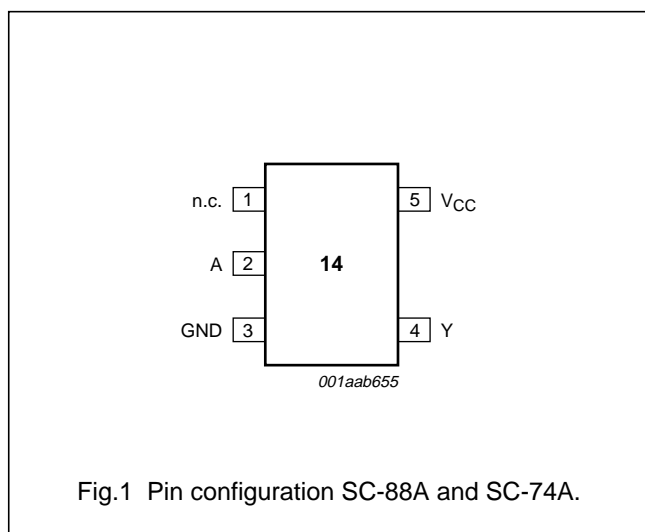 n.c. 1 5 VCC
A 2 14
GND 3 4 Y
001aab655
Fig.1 Pin configuration SC-88A and SC-74A.